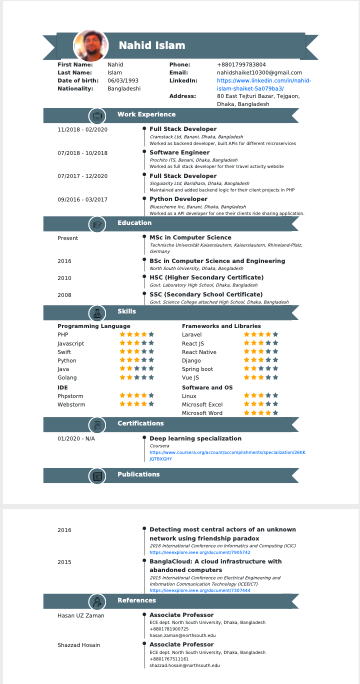 Nahid Islam
First Name: Nahid Phone: +8801799783804
Last Name: Islam Email: nahidshaiket10300@gmail.com
Date of birth: 06/03/1993 LinkedIn: https://www.linkedin.com/in/nahid-
Nationality: Bangladeshi islam-shaiket-5a079ba3/
Address: 80 East Tejturi Bazar, Tejgaon,
Dhaka, Bangladesh
Work Experience
11/2018 - 02/2020 Full Stack Developer
Cramstack Ltd, Banani, Dhaka, Bangladesh
Worked as backend developer, built APIs for different microservices
07/2018 - 10/2018 Software Engineer
Prochito ITS, Banani, Dhaka, Bangladesh
Worked as full stack developer for their travel activity website
07/2017 - 12/2020 Full Stack Developer
Singularity Ltd, Baridhara, Dhaka, Bangladesh
Maintained and added backend logic for their client projects in PHP
09/2016 - 03/2017 Python Developer
Bluescheme Inc, Banani, Dhaka, Bangladesh
Worked as a API developer for one their clients ride sharing application.
Education
Present MSc in Computer Science
Technische Universität Kaiserslautern, Kaiserslautern, Rheinland-Pfalz,
Germany
2016 BSc in Computer Science and Engineering
North South University, Dhaka, Bangladesh
2010 HSC (Higher Secondary Certificate)
Govt. Laboratory High School, Dhaka, Bangladesh
2008 SSC (Secondary School Certificate)
Govt. Science College attached High School, Dhaka, Bangladesh
Skills
Programming Language Frameworks and Libraries
PHP Laravel
Javascript React JS
Swift React Native
Python Django
Java Spring boot
Golang Vue JS
IDE Software and OS
Phpstorm Linux
Webstorm Microsoft Excel
Microsoft Word
Certifications
01/2020 - N/A Deep learning specialization
Coursera
Publications
2016 Detecting most central actors of an unknown
network using friendship paradox
2016 International Conference on Informatics and Computing (ICIC)
https://ieeexplore.ieee.org/document/7905742
2015 BanglaCloud: A cloud infrastructure with
abandoned computers
2015 International Conference on Electrical Engineering and
Information Communication Technology (ICEEICT)
https://ieeexplore.ieee.org/document/7307444
References
Hasan UZ Zaman Associate Professor
ECE dept. North South University, Dhaka, Bangladesh
+8801781900725
hasan.zaman@northsouth.edu
Shazzad Hosain Associate Professor
ECE dept. North South University, Dhaka, Bangladesh
+8801767511161
shazzad.hosain@northsouth.edu